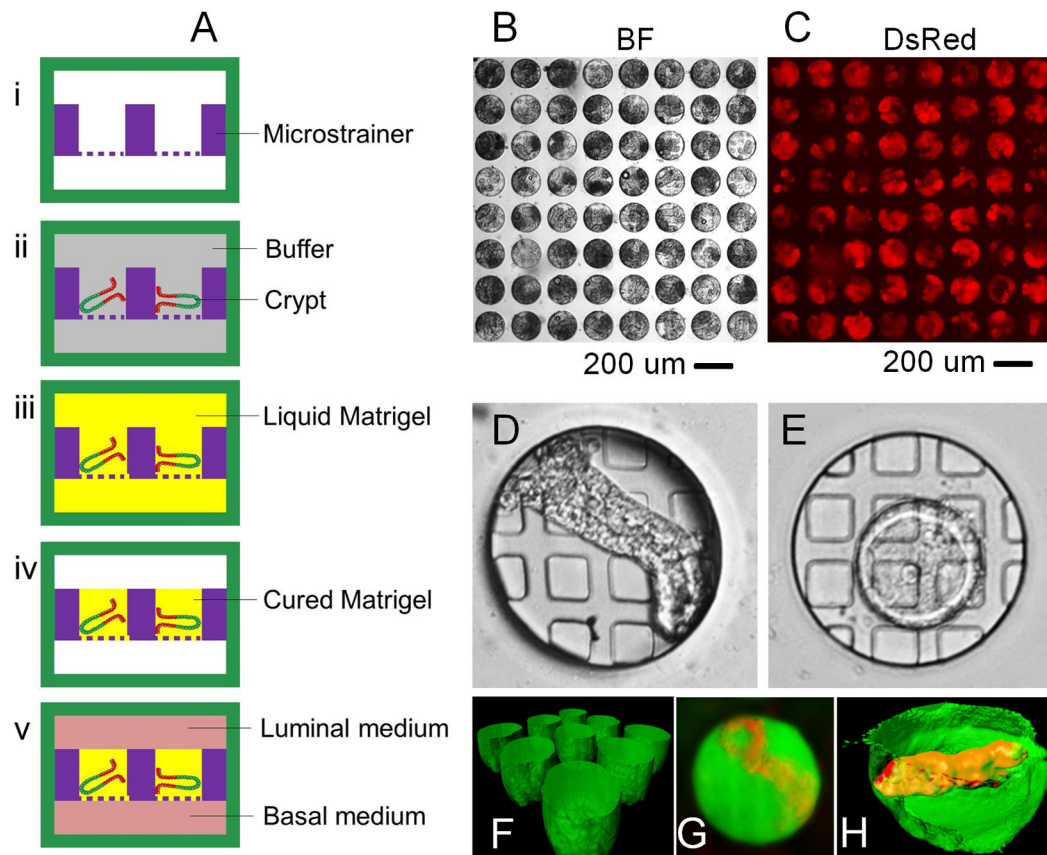 A
i
Microstrainer
ii
Buffer
Crypt
iii
Liquid Matrigel
iv
Cured Matrigel
v
Luminal medium
Basal medium
B
BF
200 um
C
DsRed
200 um
D
E
F
G
H